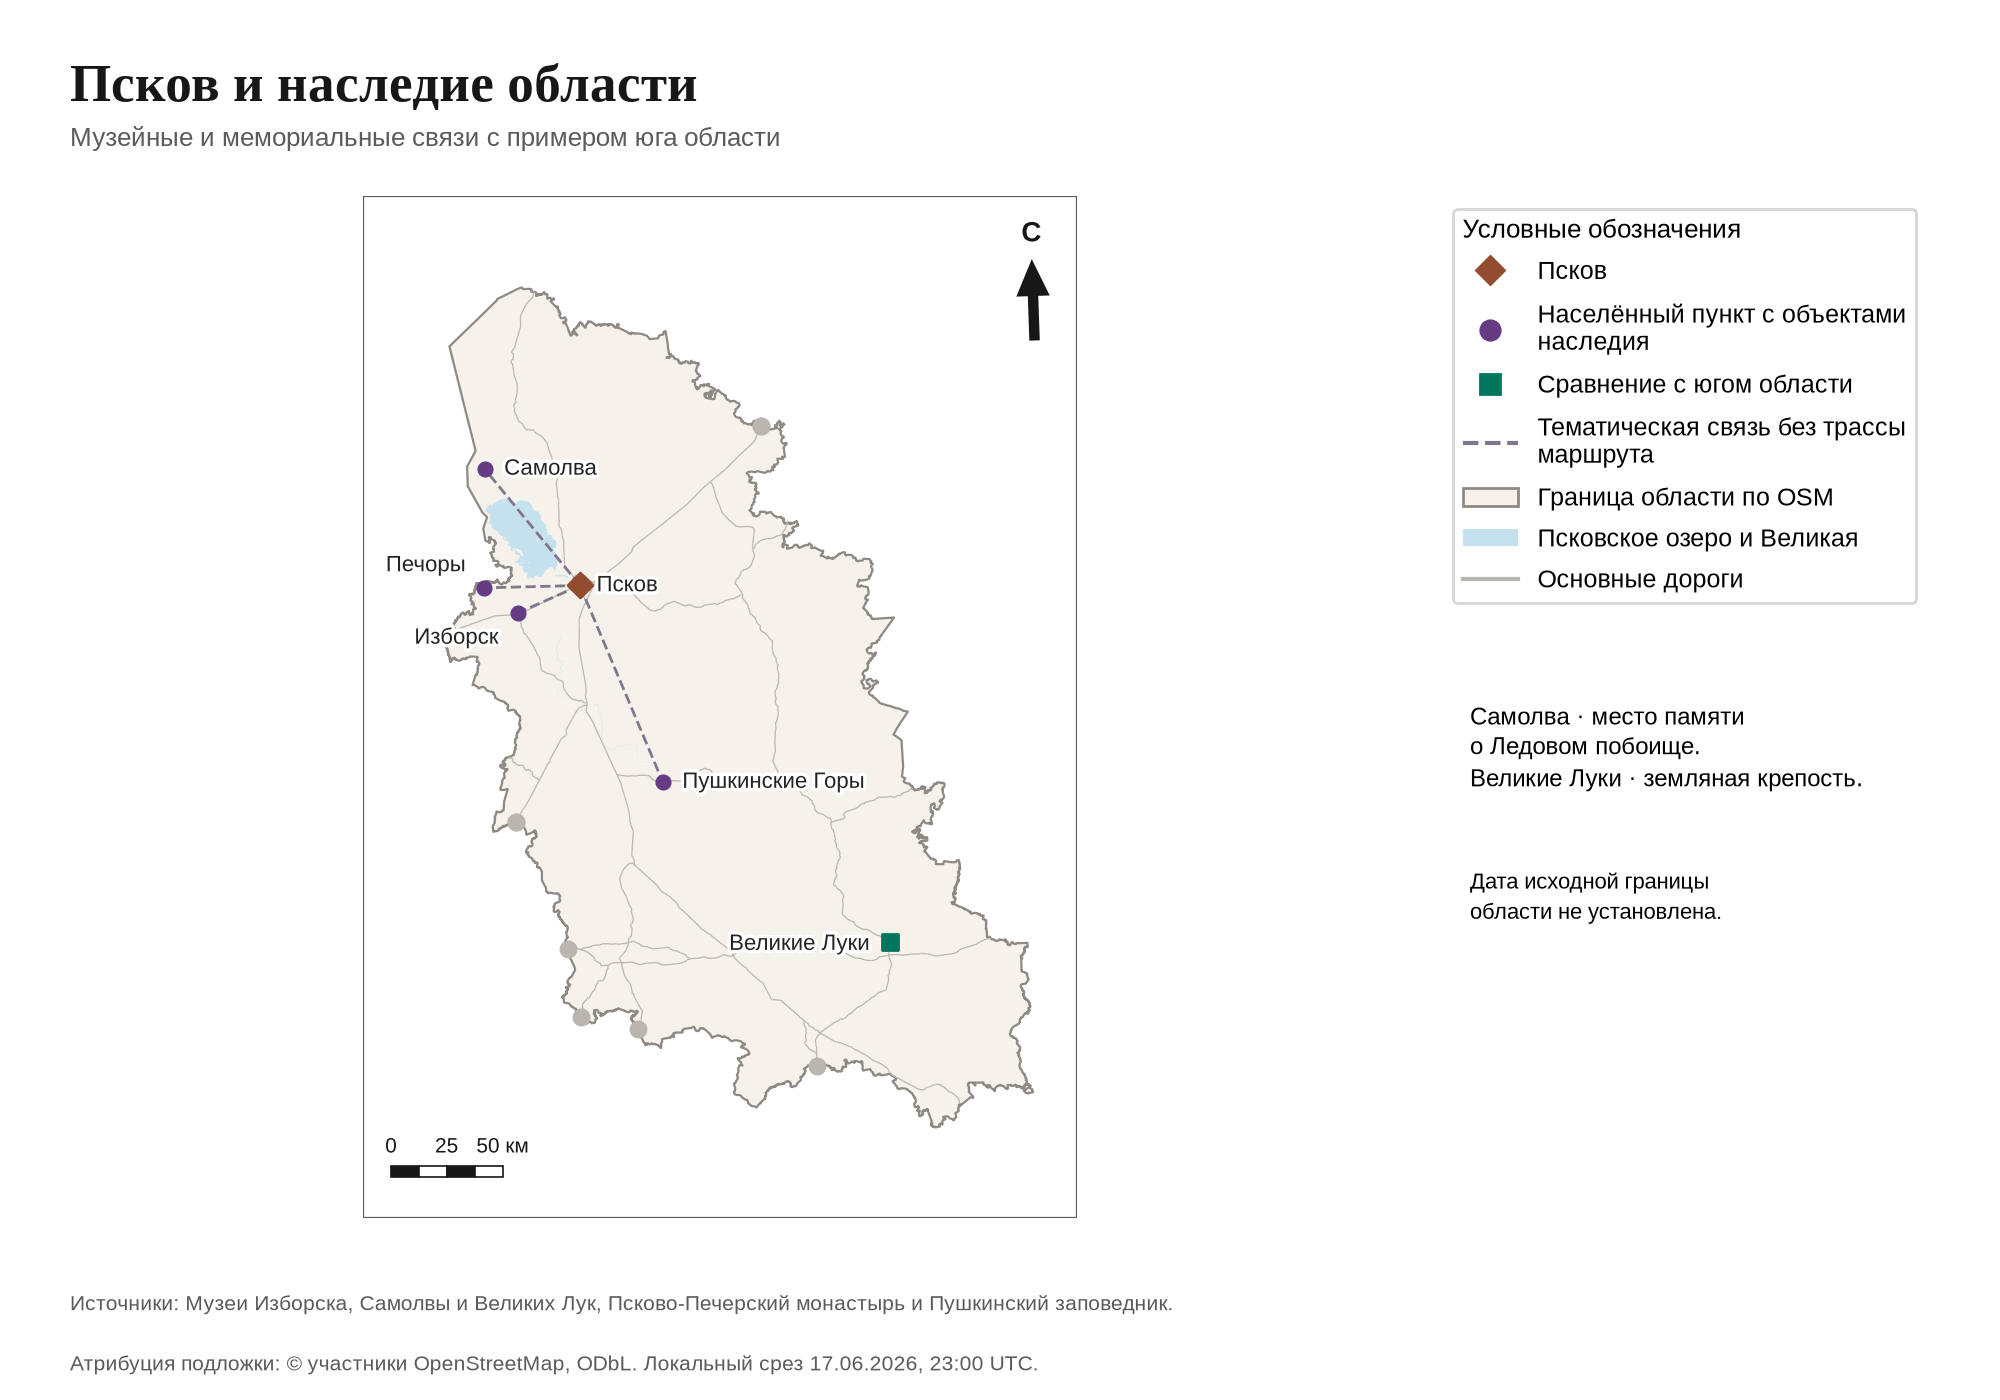 Псков и наследие области
Музейные и мемориальные связи с примером юга области
С
Самолва
Печоры
Псков
Изборск
Пушкинские Горы
Великие Луки
0 25 50 км
Условные обозначения
Псков
Населённый пункт с объектами
наследия
Сравнение с югом области
Тематическая связь без трассы
маршрута
Граница области по OSM
Псковское озеро и Великая
Основные дороги
Самолва · место памяти
о Ледовом побоище.
Великие Луки · земляная крепость.
Дата исходной границы
области не установлена.
Источники: Музеи Изборска, Самолвы и Великих Лук, Псково-Печерский монастырь и Пушкинский заповедник.
Атрибуция подложки: © участники OpenStreetMap, ODbL. Локальный срез 17.06.2026, 23:00 UTC.